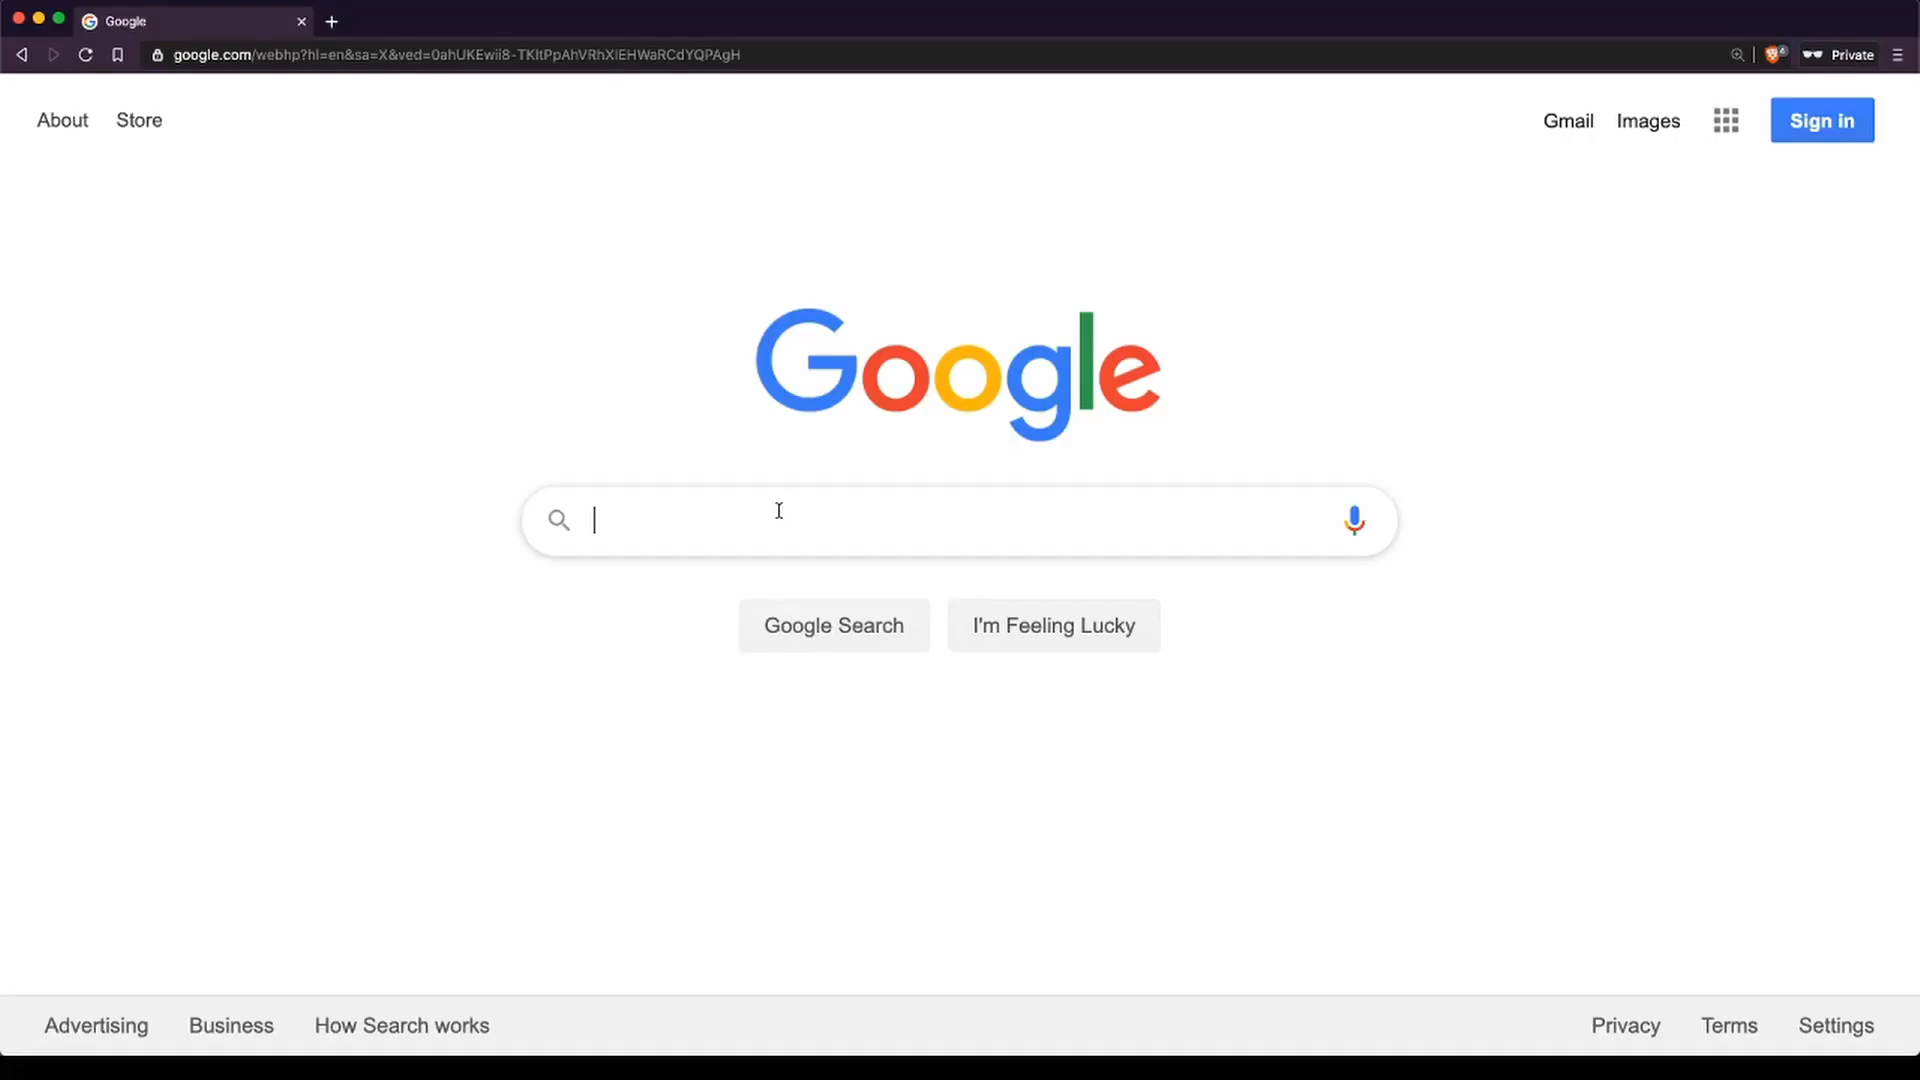 Google
google.com/webhp?hl=en&sa=X&ved=0ahUKEwii8-TKltPpAhVRhXIEHWaRCdYQPAgH
Private
About Store
Gmail Images Sign in
Google
Google Search I'm Feeling Lucky
Advertising Business How Search works
Privacy Terms Settings